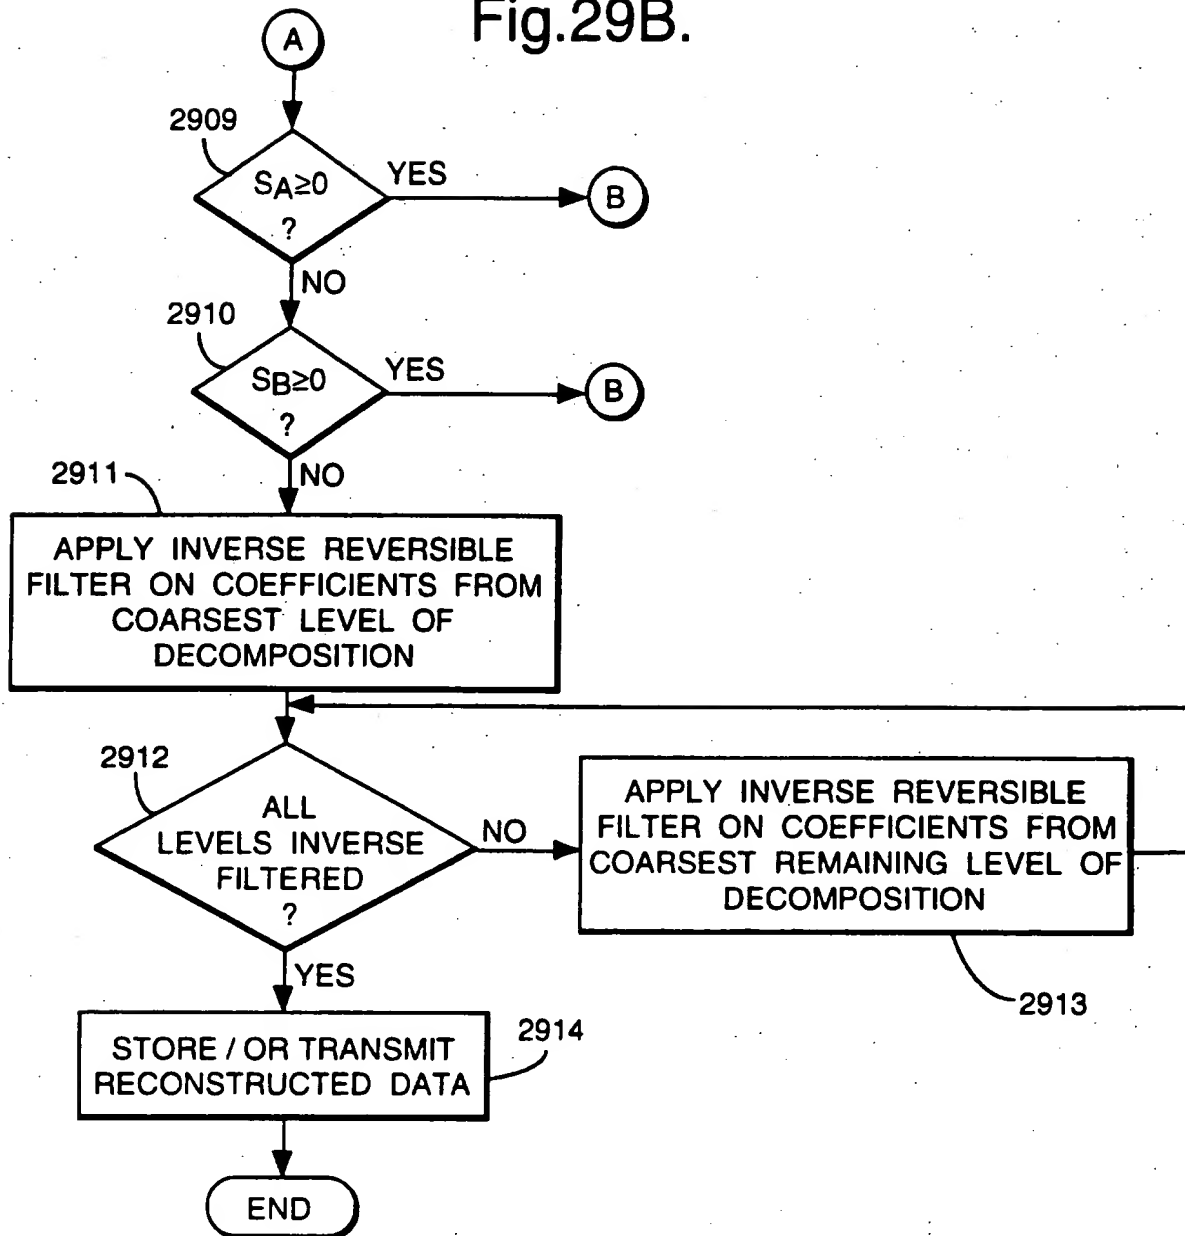 Fig.29B.
A
2909
SA≥0
?
YES
B
NO
2910
SB≥0
?
YES
B
NO
2911
APPLY INVERSE REVERSIBLE
FILTER ON COEFFICIENTS FROM
COARSEST LEVEL OF
DECOMPOSITION
2912
ALL
LEVELS INVERSE
FILTERED
?
NO
APPLY INVERSE REVERSIBLE
FILTER ON COEFFICIENTS FROM
COARSEST REMAINING LEVEL OF
DECOMPOSITION
2913
YES
STORE / OR TRANSMIT
RECONSTRUCTED DATA
2914
END